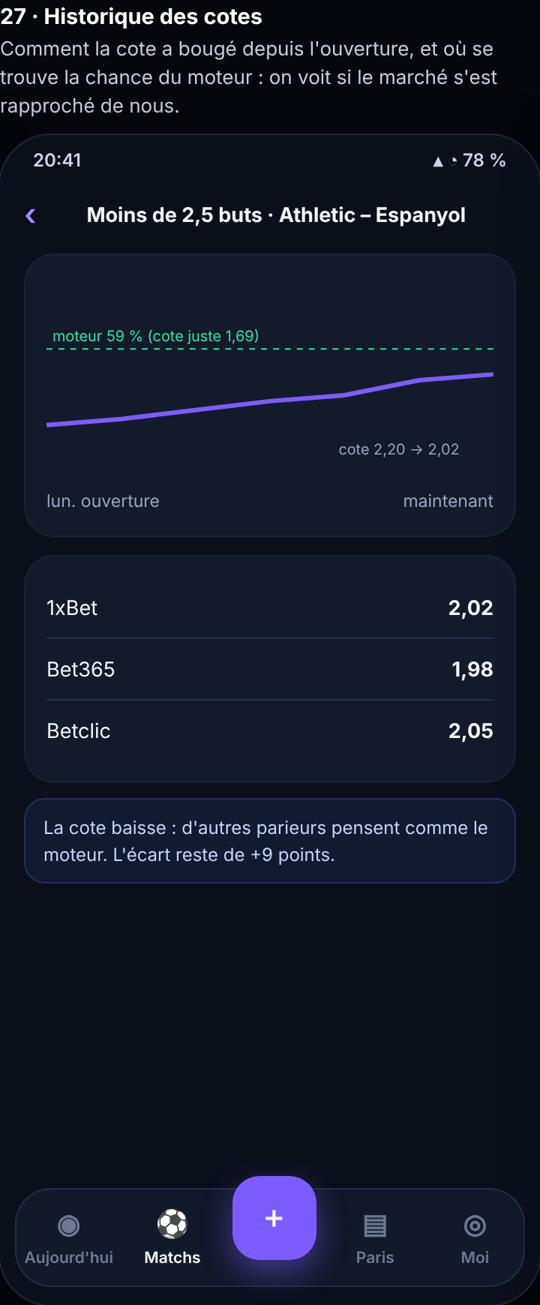 27 · Historique des cotes
Comment la cote a bougé depuis l'ouverture, et où se
trouve la chance du moteur : on voit si le marché s'est
rapproché de nous.
20:41
78 %
Moins de 2,5 buts · Athletic – Espanyol
moteur 59 % (cote juste 1,69)
cote 2,20 → 2,02
lun. ouverture
maintenant
1xBet 2,02
Bet365 1,98
Betclic 2,05
La cote baisse : d'autres parieurs pensent comme le
moteur. L'écart reste de +9 points.
+
Aujourd'hui Matchs Paris Moi